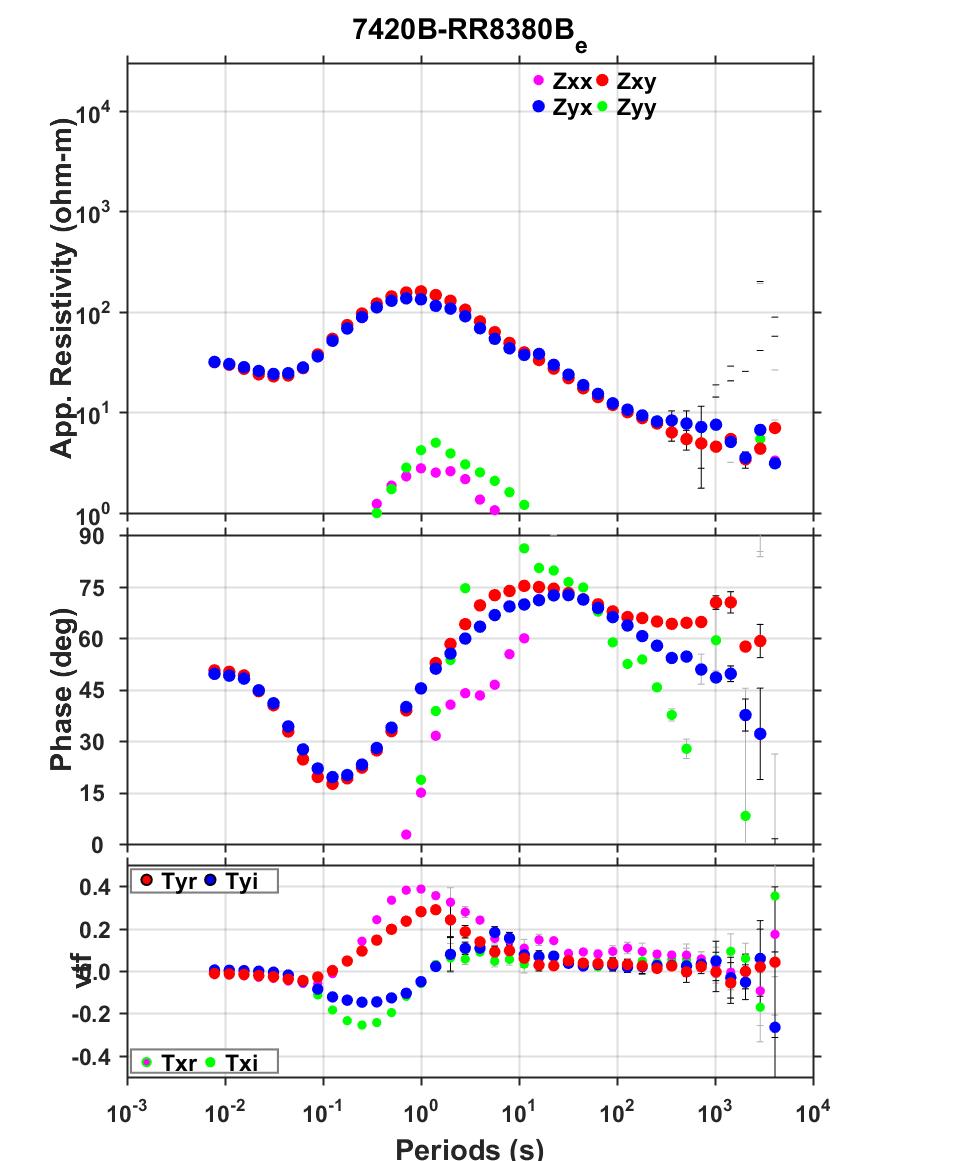 7420B-RR8380Be
Zxx Zxy
Zyx Zyy
App. Resistivity (ohm-m)
10^4
10^3
10^2
10^1
10^0
Phase (deg)
90
75
60
45
30
15
0
vtf
0.4
0.2
0.0
-0.2
-0.4
Tyr Tyi
Txr Txi
10^-3 10^-2 10^-1 10^0 10^1 10^2 10^3 10^4
Periods (s)